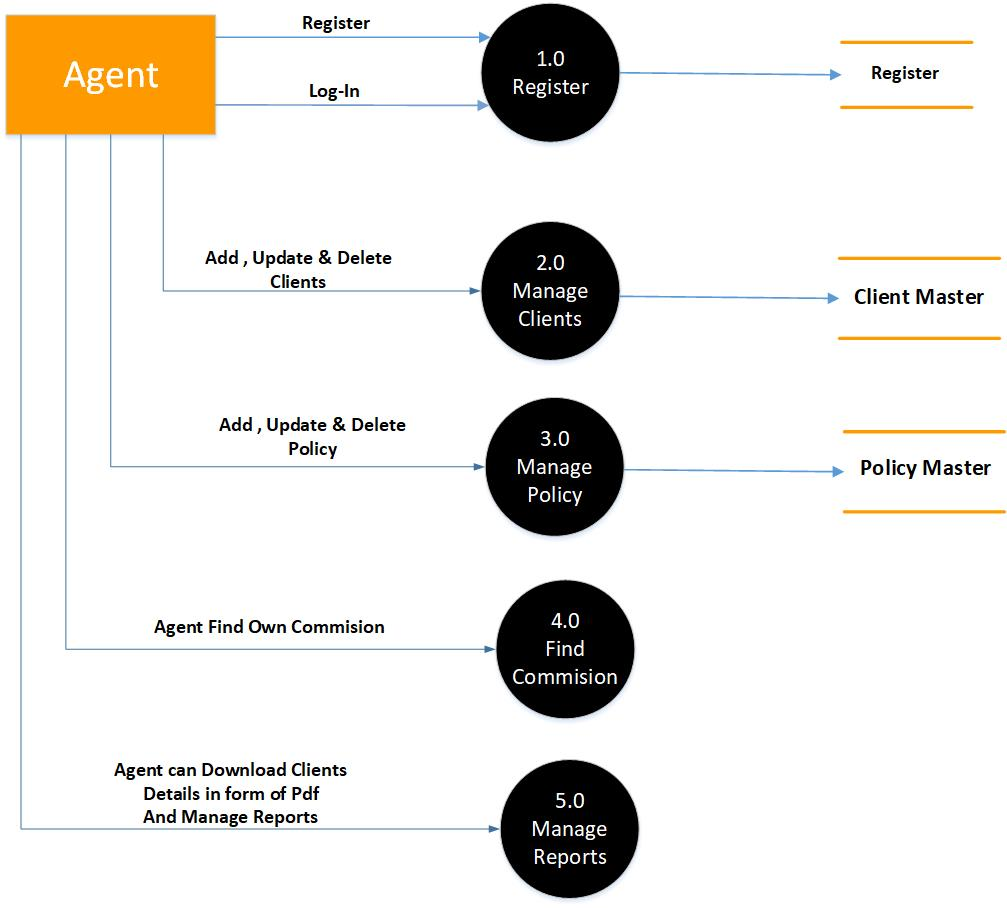 Agent
Register
Log-In
1.0
Register
Register
Add , Update & Delete
Clients
2.0
Manage
Clients
Client Master
Add , Update & Delete
Policy
3.0
Manage
Policy
Policy Master
Agent Find Own Commision
4.0
Find
Commision
Agent can Download Clients
Details in form of Pdf
And Manage Reports
5.0
Manage
Reports